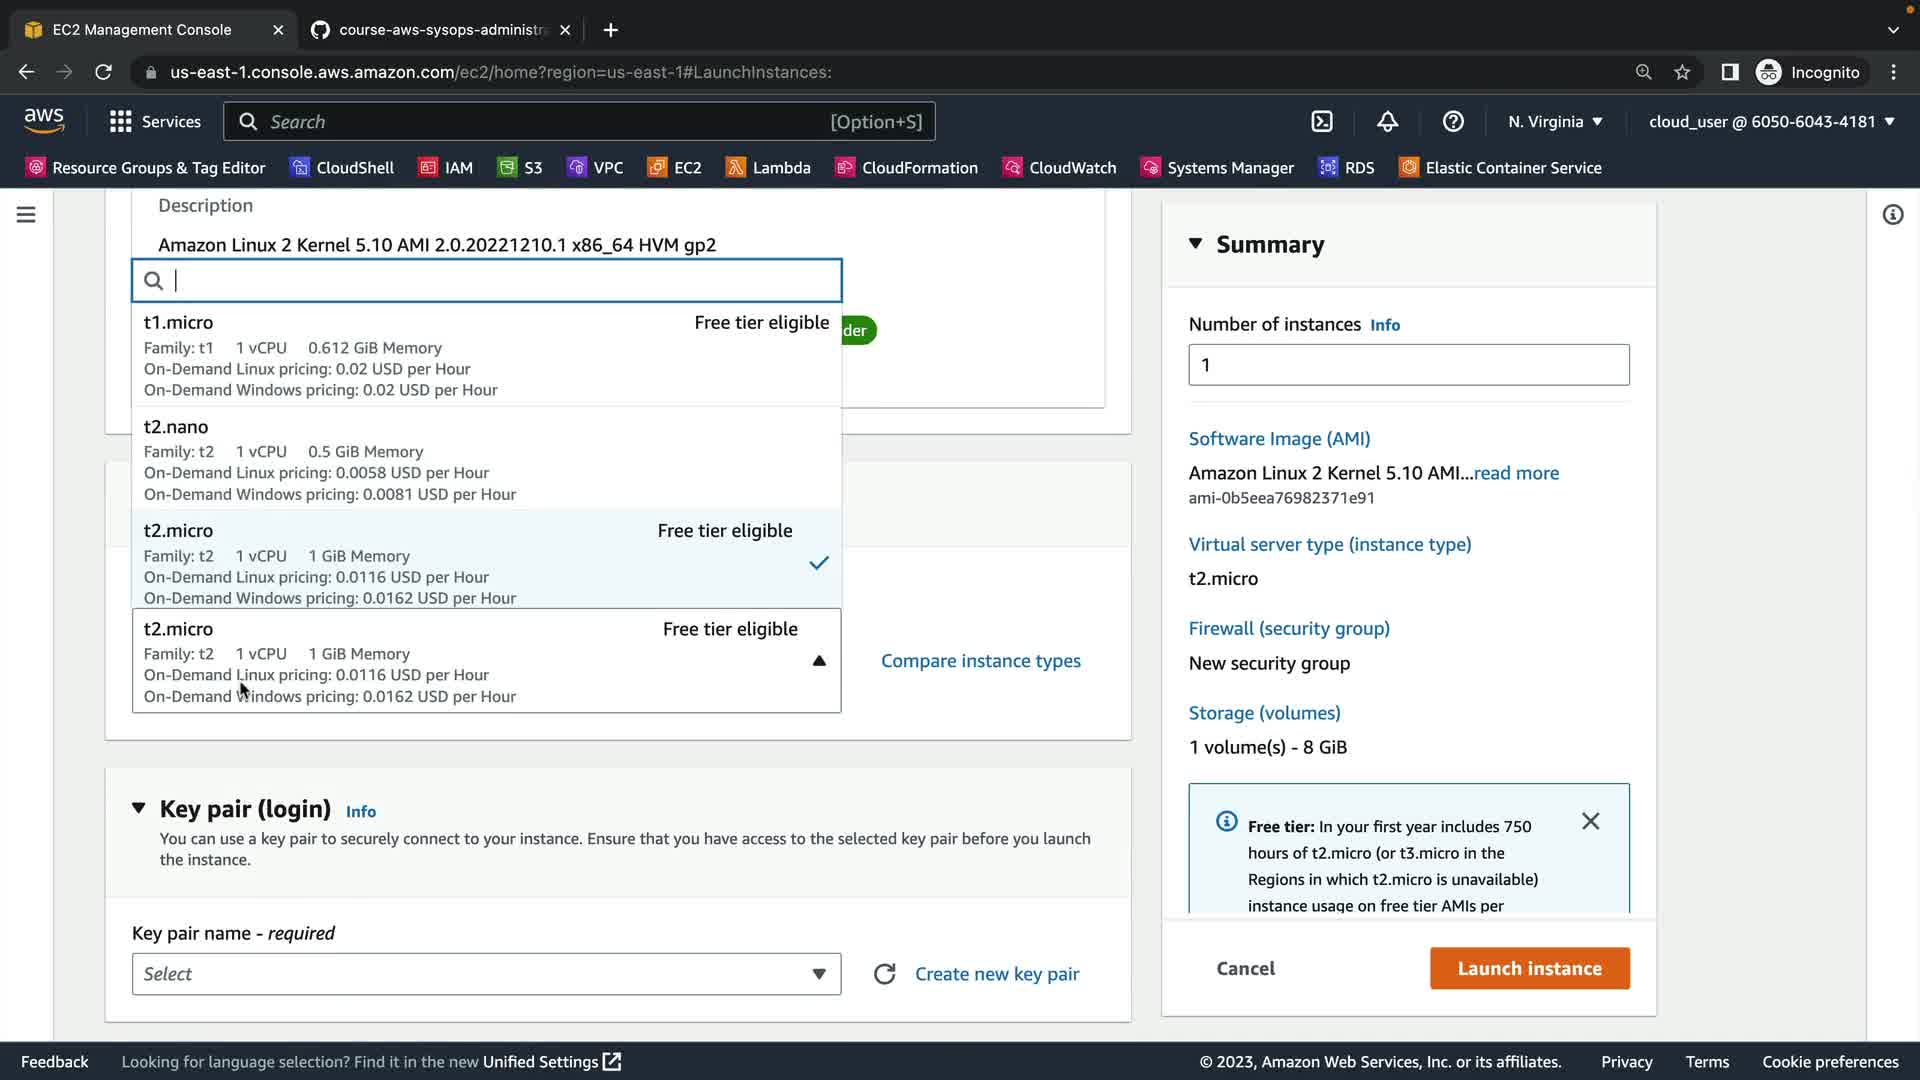 EC2 Management Console
course-aws-sysops-administr
us-east-1.console.aws.amazon.com/ec2/home?region=us-east-1#LaunchInstances:
Incognito
aws
Services
Search
[Option+S]
N. Virginia
cloud_user @ 6050-6043-4181
Resource Groups & Tag Editor
CloudShell
IAM
S3
VPC
EC2
Lambda
CloudFormation
CloudWatch
Systems Manager
RDS
Elastic Container Service
Description
Amazon Linux 2 Kernel 5.10 AMI 2.0.20221210.1 x86_64 HVM gp2
der
t1.micro
Free tier eligible
Family: t1 1 vCPU 0.612 GiB Memory
On-Demand Linux pricing: 0.02 USD per Hour
On-Demand Windows pricing: 0.02 USD per Hour
t2.nano
Family: t2 1 vCPU 0.5 GiB Memory
On-Demand Linux pricing: 0.0058 USD per Hour
On-Demand Windows pricing: 0.0081 USD per Hour
t2.micro
Free tier eligible
Family: t2 1 vCPU 1 GiB Memory
On-Demand Linux pricing: 0.0116 USD per Hour
On-Demand Windows pricing: 0.0162 USD per Hour
t2.micro
Free tier eligible
Family: t2 1 vCPU 1 GiB Memory
On-Demand Linux pricing: 0.0116 USD per Hour
On-Demand Windows pricing: 0.0162 USD per Hour
Compare instance types
Key pair (login) Info
You can use a key pair to securely connect to your instance. Ensure that you have access to the selected key pair before you launch
the instance.
Key pair name - required
Select
Create new key pair
Summary
Number of instances Info
1
Software Image (AMI)
Amazon Linux 2 Kernel 5.10 AMI...read more
ami-0b5eea76982371e91
Virtual server type (instance type)
t2.micro
Firewall (security group)
New security group
Storage (volumes)
1 volume(s) - 8 GiB
Free tier: In your first year includes 750
hours of t2.micro (or t3.micro in the
Regions in which t2.micro is unavailable)
instance usage on free tier AMIs per
Cancel
Launch instance
Feedback
Looking for language selection? Find it in the new Unified Settings
© 2023, Amazon Web Services, Inc. or its affiliates.
Privacy
Terms
Cookie preferences